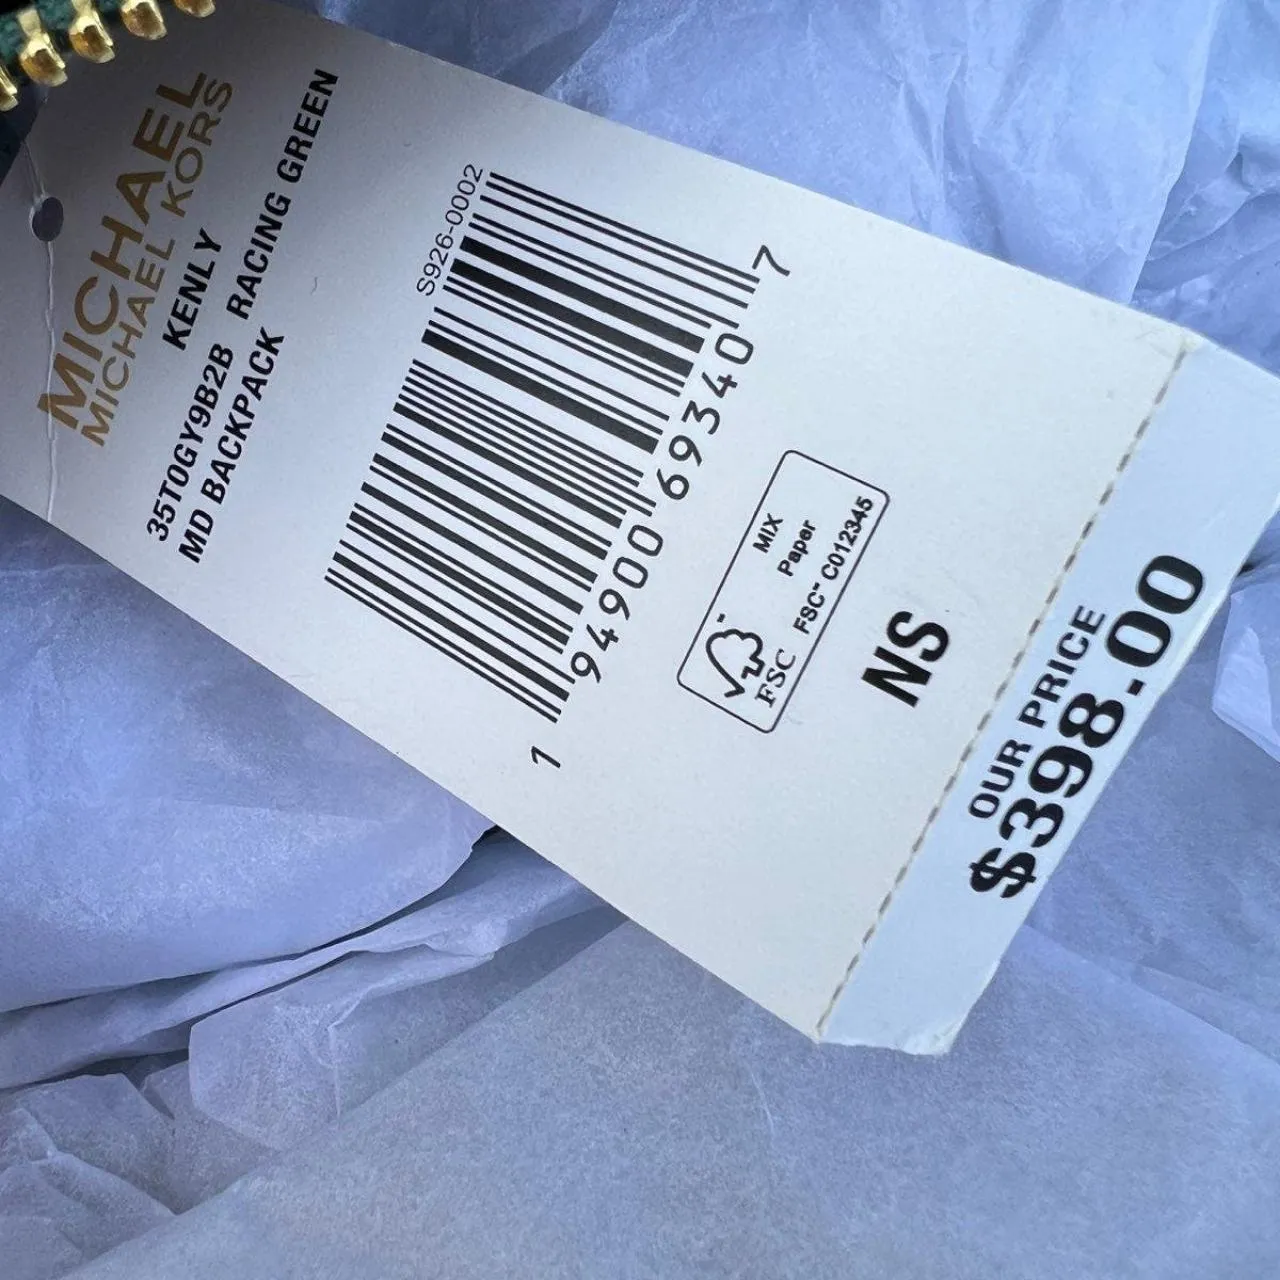 MICHAEL
MICHAEL KORS
KENLY
35T0GY9B2B RACING GREEN
MD BACKPACK
S926-0002
1 94900 69340 7
MIX
Paper
FSC™ C012345
FSC
NS
OUR PRICE
$398.00